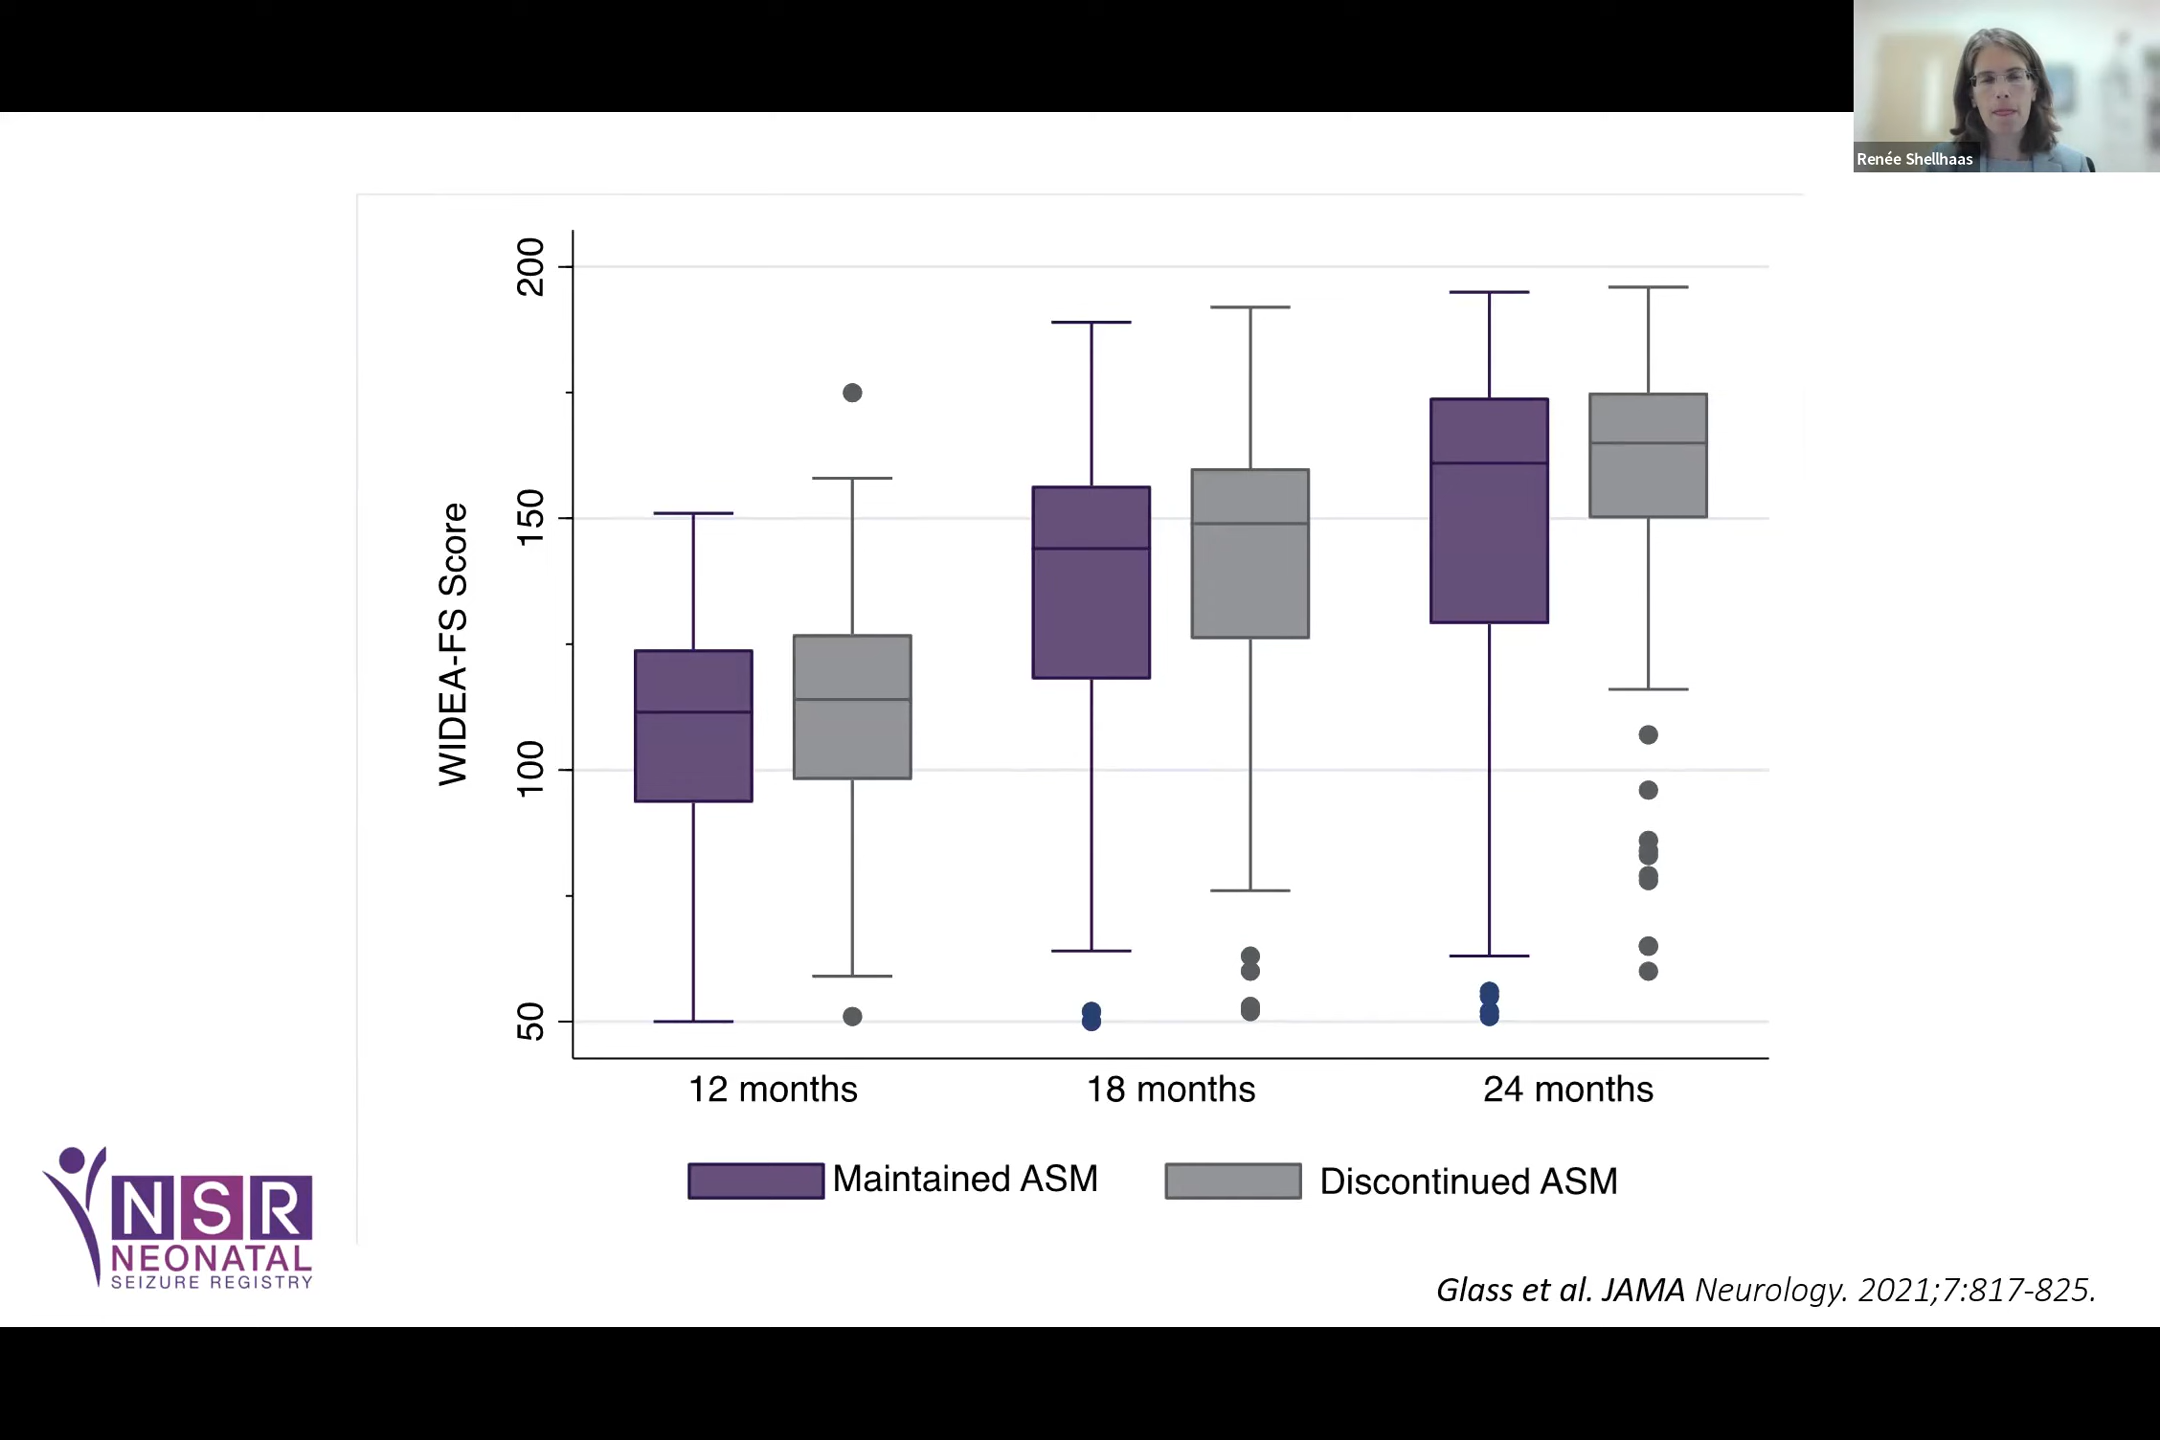 Renée Shellhaas
WIDEA-FS Score
200
150
100
50
12 months
18 months
24 months
Maintained ASM
Discontinued ASM
NSR
NEONATAL
SEIZURE REGISTRY
Glass et al. JAMA Neurology. 2021;7:817-825.